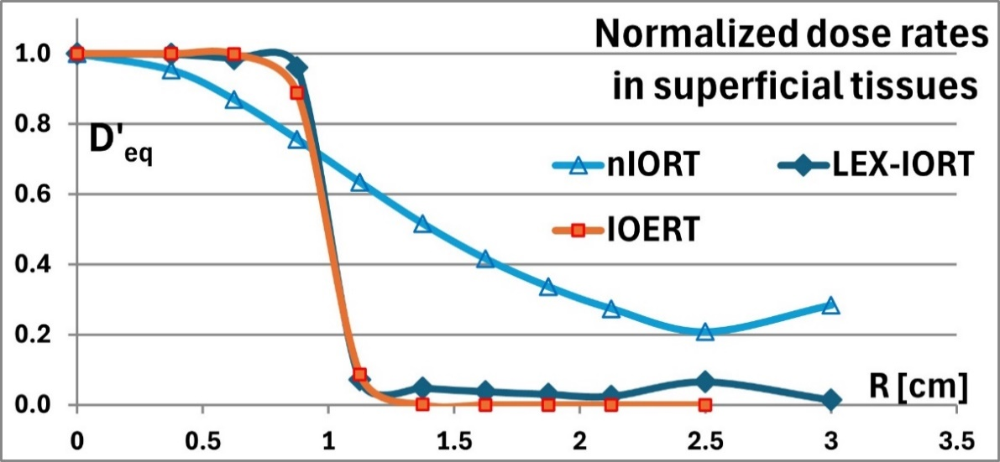 Normalized dose rates
in superficial tissues
1.0
0.8
0.6
0.4
0.2
0.0
D'eq
nIORT
LEX-IORT
IOERT
R [cm]
0 0.5 1 1.5 2 2.5 3 3.5